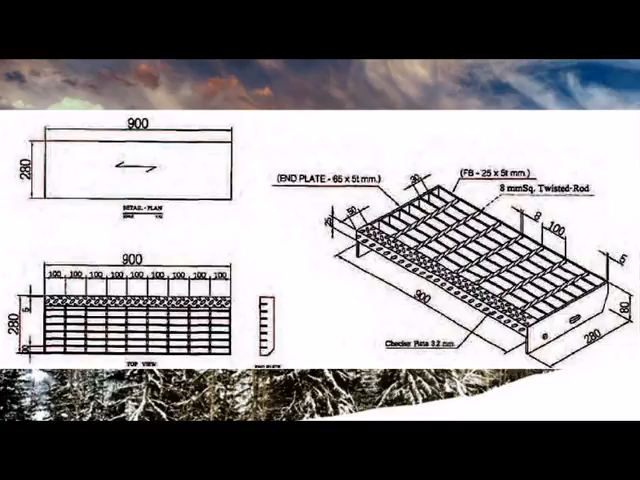 900
280
DETAIL - PLAN
900
100 100 100 100 100 100 100 100 100
280
TOP VIEW
(END PLATE - 65 x 5t mm.)
(FB - 25 x 5t mm.)
8 mmSq. Twisted-Rod
30
50
25
8
100
5
900
80
280
Checker Plate 3.2 mm.